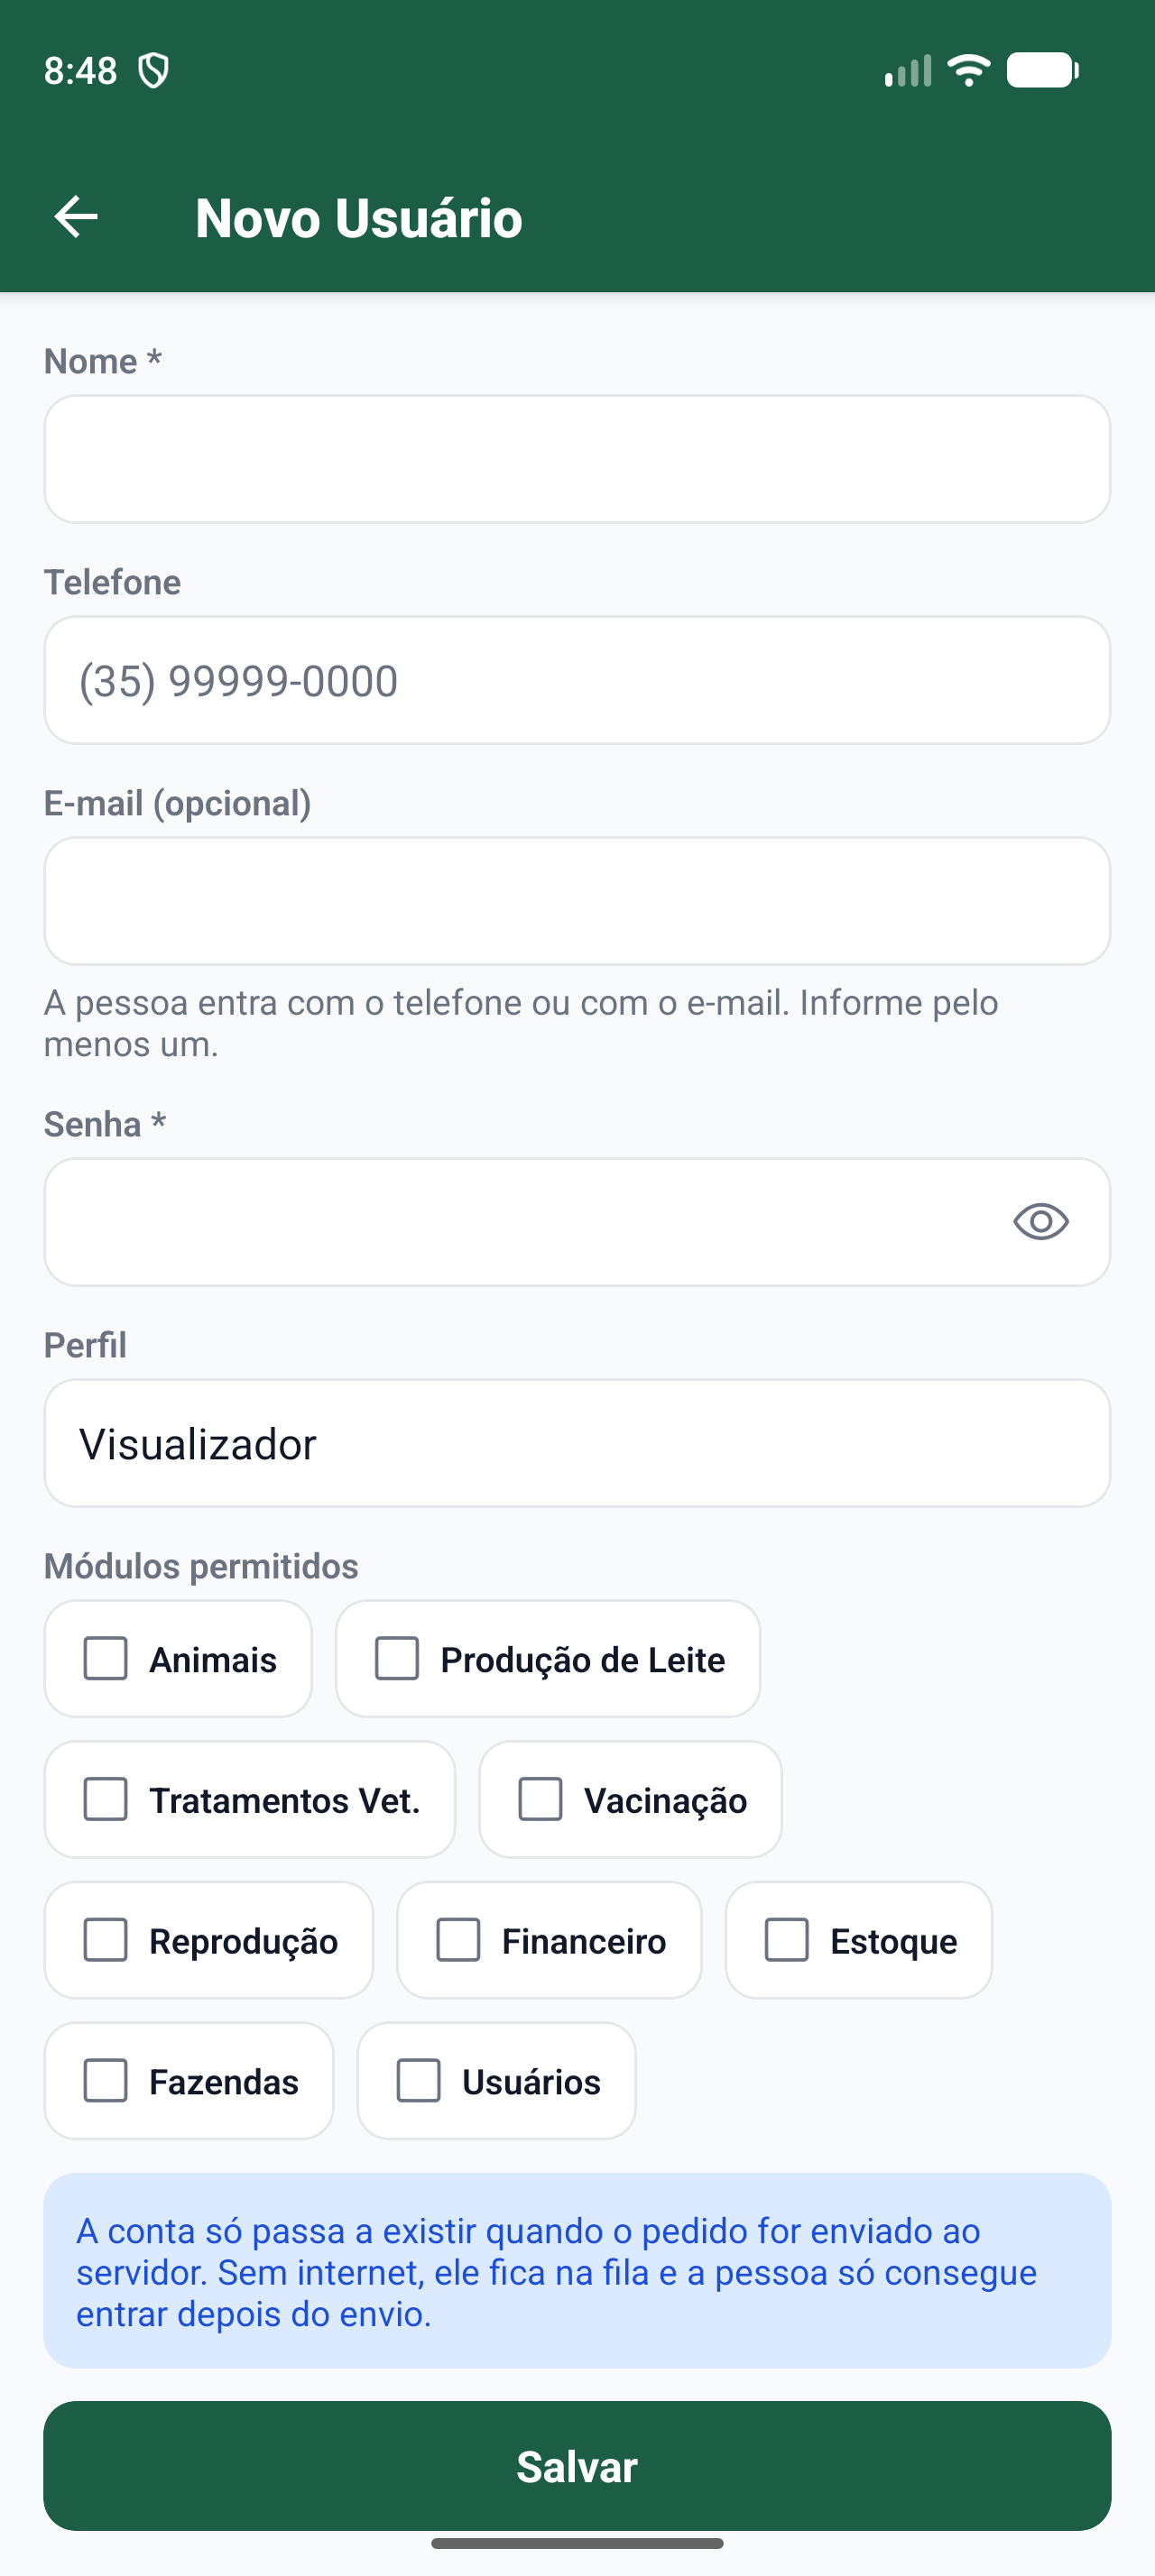 8:48
Novo Usuário
Nome *
Telefone
(35) 99999-0000
E-mail (opcional)
A pessoa entra com o telefone ou com o e-mail. Informe pelo
menos um.
Senha *
Perfil
Visualizador
Módulos permitidos
Animais Produção de Leite
Tratamentos Vet. Vacinação
Reprodução Financeiro Estoque
Fazendas Usuários
A conta só passa a existir quando o pedido for enviado ao
servidor. Sem internet, ele fica na fila e a pessoa só consegue
entrar depois do envio.
Salvar